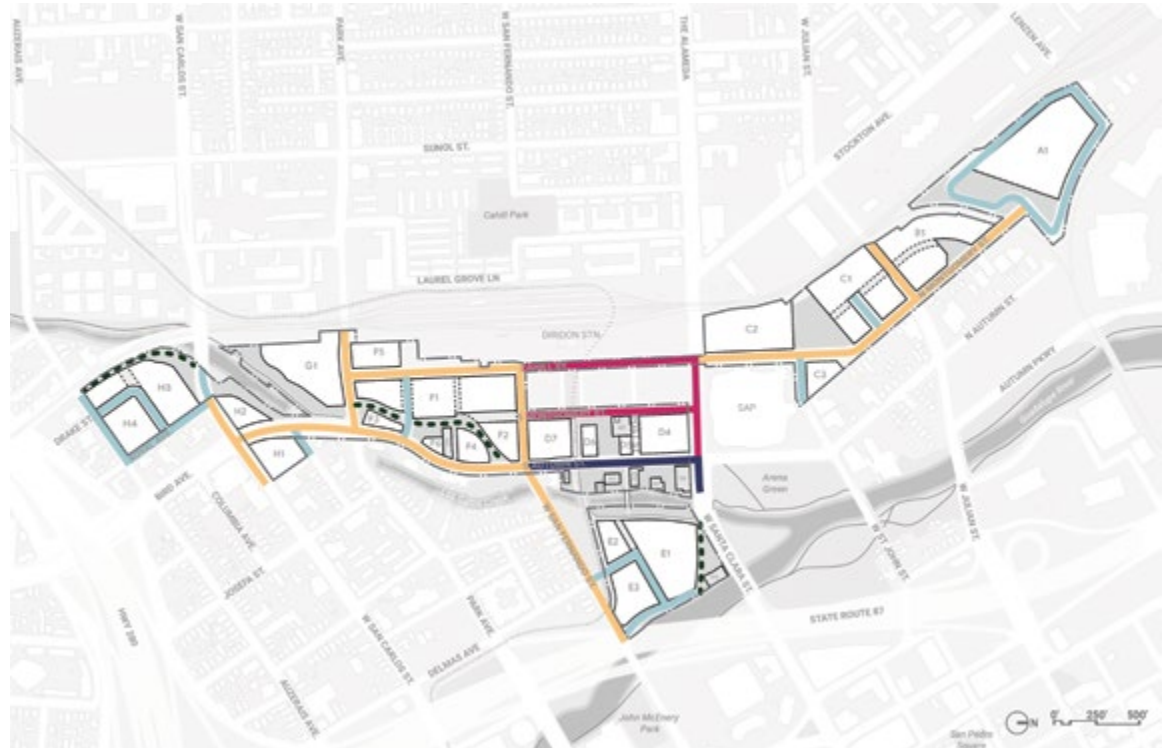 AUZERAIS AVE.
W SAN CARLOS ST.
PARK AVE.
W SAN FERNANDO ST.
THE ALAMEDA
W JULIAN ST.
LENZEN AVE.
STOCKTON AVE.
SUNOL ST.
Cahill Park
LAUREL GROVE LN
DIRIDON STN.
A1
B1
C1
C2
C3
N MONTGOMERY ST.
N AUTUMN ST.
AUTUMN PKWY
SAP
Arena
Green
G1
F5
F1
F2
F4
D7
D4
AUTUMN ST.
H3
H4
H2
H1
DRAKE ST.
BIRD AVE.
COLUMBIA AVE.
JOSEFA ST.
HWY 280
AUZERAIS AVE.
W SAN CARLOS ST.
PARK AVE.
DELMAS AVE
W SAN FERNANDO ST.
E2
E1
E3
W SANTA CLARA ST.
W ST JOHN ST.
W JULIAN ST.
STATE ROUTE 87
John McEnery
Park
San Pedro
N 0' 250' 500'